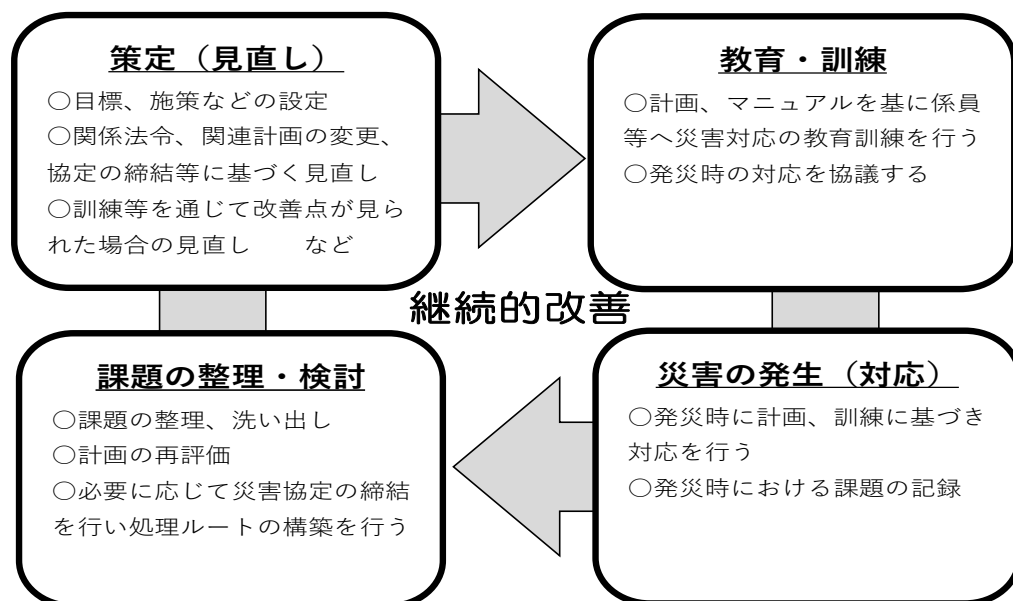 策定（見直し）
〇目標、施策などの設定
〇関係法令、関連計画の変更、
協定の締結等に基づく見直し
〇訓練等を通じて改善点が見ら
れた場合の見直し　　など
教育・訓練
〇計画、マニュアルを基に係員
等へ災害対応の教育訓練を行う
〇発災時の対応を協議する
継続的改善
課題の整理・検討
〇課題の整理、洗い出し
〇計画の再評価
〇必要に応じて災害協定の締結
を行い処理ルートの構築を行う
災害の発生（対応）
〇発災時に計画、訓練に基づき
対応を行う
〇発災時における課題の記録